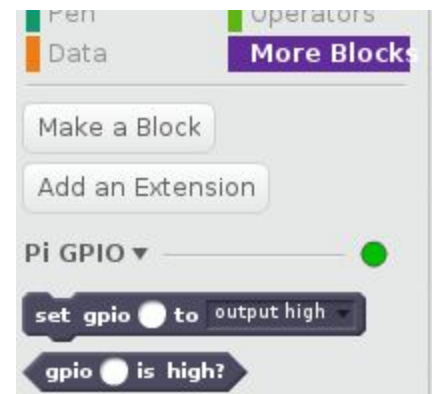 Pen Operators
Data More Blocks
Make a Block
Add an Extension
Pi GPIO
set gpio to output high
gpio is high?